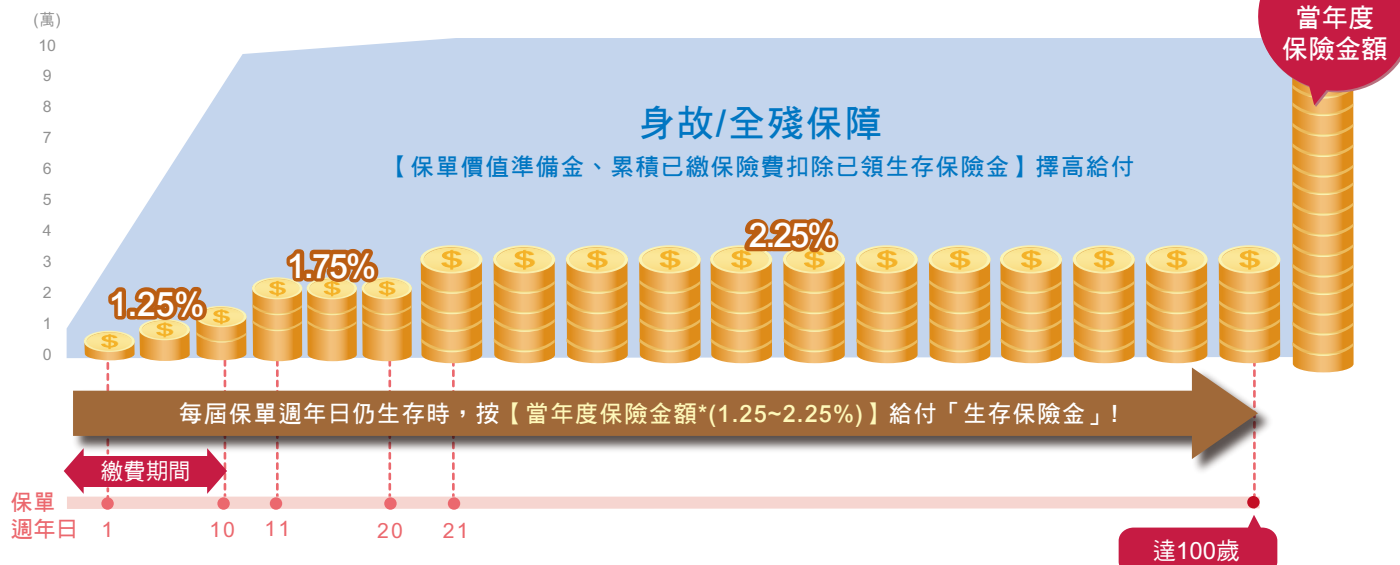 (萬)
10
9
8
7
6
5
4
3
2
1
0
當年度
保險金額
身故/全殘保障
【保單價值準備金、累積已繳保險費扣除已領生存保險金】擇高給付
1.25%
1.75%
2.25%
每屆保單週年日仍生存時，按【當年度保險金額*(1.25~2.25%)】給付「生存保險金」!
繳費期間
保單
週年日 1 10 11 20 21
達100歲